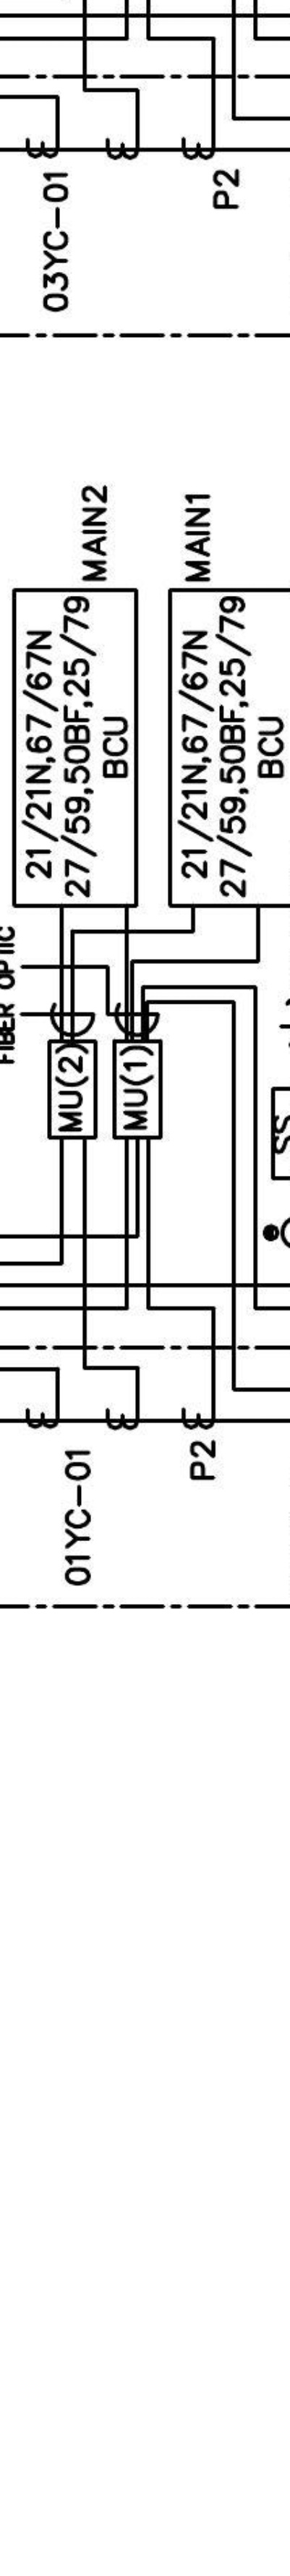 03YC-01
P2
MAIN2
MAIN1
21/21N,67/67N
27/59,50BF,25/79
BCU
21/21N,67/67N
27/59,50BF,25/79
BCU
FIBER OPTIC
MU(2)
MU(1)
SS
01YC-01
P2